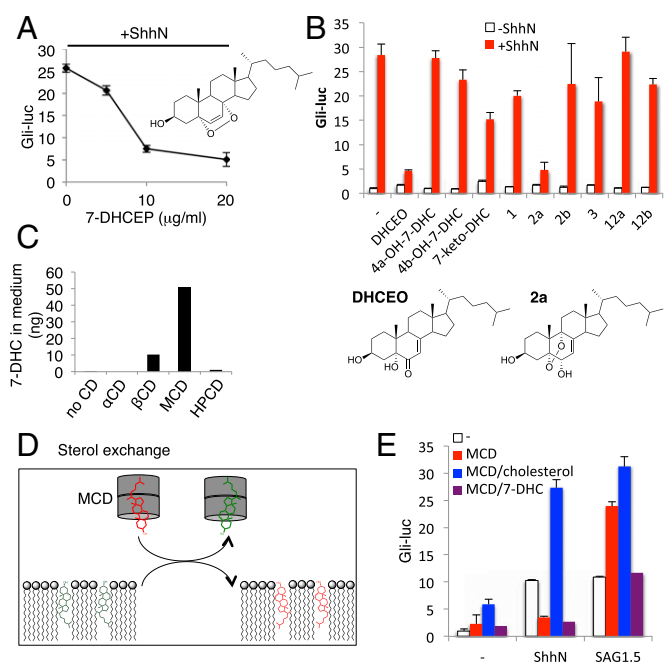 A
+ShhN
30
25
20
15
10
5
0
Gli-luc
0 10 20
7-DHCEP (µg/ml)
HO
O
O
B
-ShhN
+ShhN
35
30
25
20
15
10
5
0
Gli-luc
-
DHCEO
4a-OH-7-DHC
4b-OH-7-DHC
7-keto-DHC
1
2a
2b
3
12a
12b
DHCEO
HO
OH
O
2a
HO
O
O
OH
C
60
50
40
30
20
10
0
7-DHC in medium
(ng)
no CD
αCD
βCD
MCD
HPCD
D Sterol exchange
MCD
E
-
MCD
MCD/cholesterol
MCD/7-DHC
35
30
25
20
15
10
5
0
Gli-luc
- ShhN SAG1.5